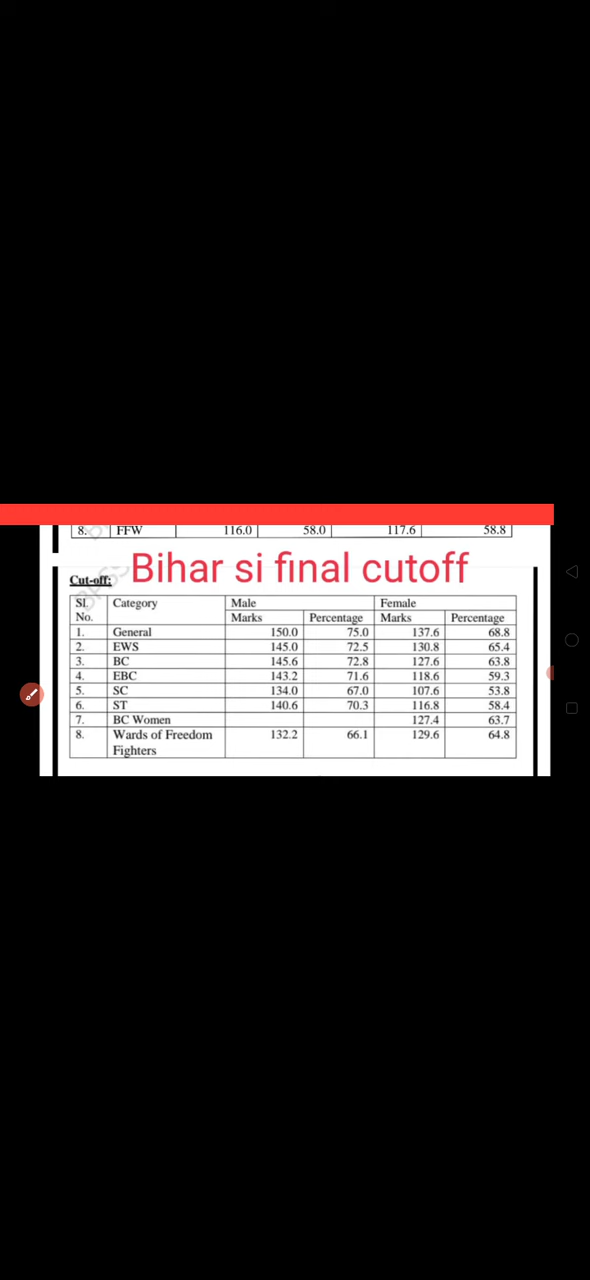 8. FFW 116.0 58.0 117.6 58.8
Bihar si final cutoff
Cut-off:
Sl. No. Category Male Female
Marks Percentage Marks Percentage
1. General 150.0 75.0 137.6 68.8
2. EWS 145.0 72.5 130.8 65.4
3. BC 145.6 72.8 127.6 63.8
4. EBC 143.2 71.6 118.6 59.3
5. SC 134.0 67.0 107.6 53.8
6. ST 140.6 70.3 116.8 58.4
7. BC Women 127.4 63.7
8. Wards of Freedom 132.2 66.1 129.6 64.8
Fighters